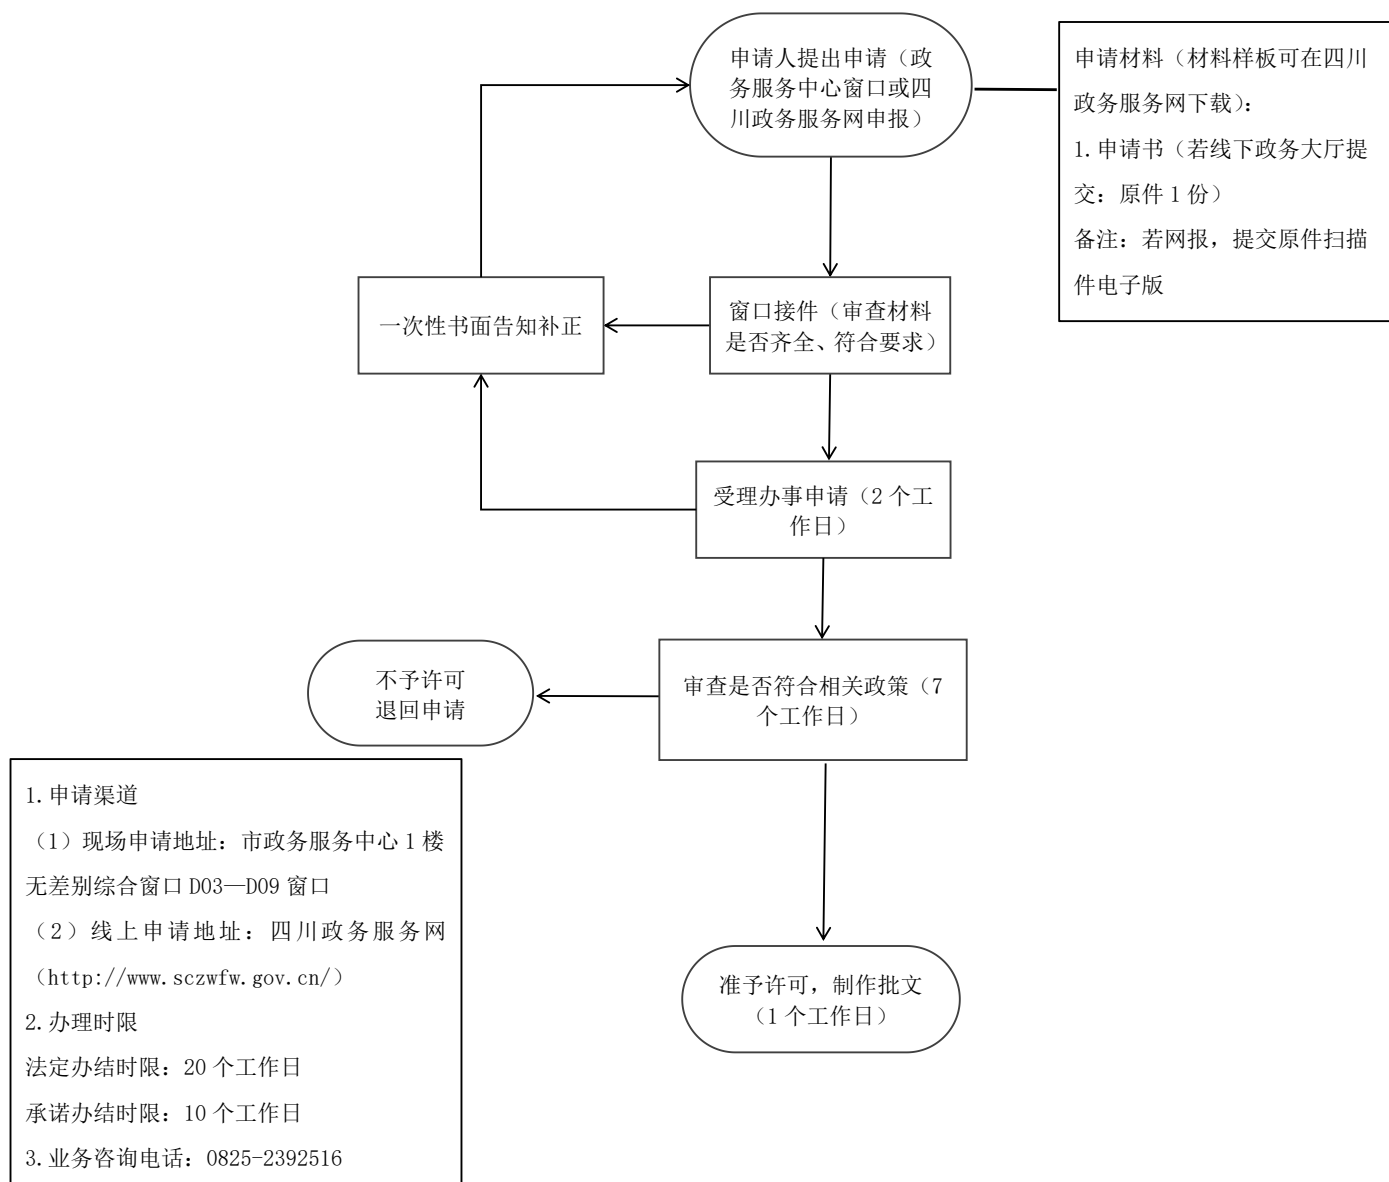 申请人提出申请（政
务服务中心窗口或四
川政务服务网申报）
申请材料（材料样板可在四川
政务服务网下载）：
1.申请书（若线下政务大厅提
交：原件 1 份）
备注：若网报，提交原件扫描
件电子版
一次性书面告知补正
窗口接件（审查材料
是否齐全、符合要求）
受理办事申请（2 个工
作日）
不予许可
退回申请
审查是否符合相关政策（7
个工作日）
1.申请渠道
（1）现场申请地址：市政务服务中心 1 楼
无差别综合窗口 D03—D09 窗口
（2）线上申请地址：四川政务服务网
（http://www.sczwfw.gov.cn/）
2.办理时限
法定办结时限：20 个工作日
承诺办结时限：10 个工作日
3.业务咨询电话：0825-2392516
准予许可，制作批文
（1 个工作日）